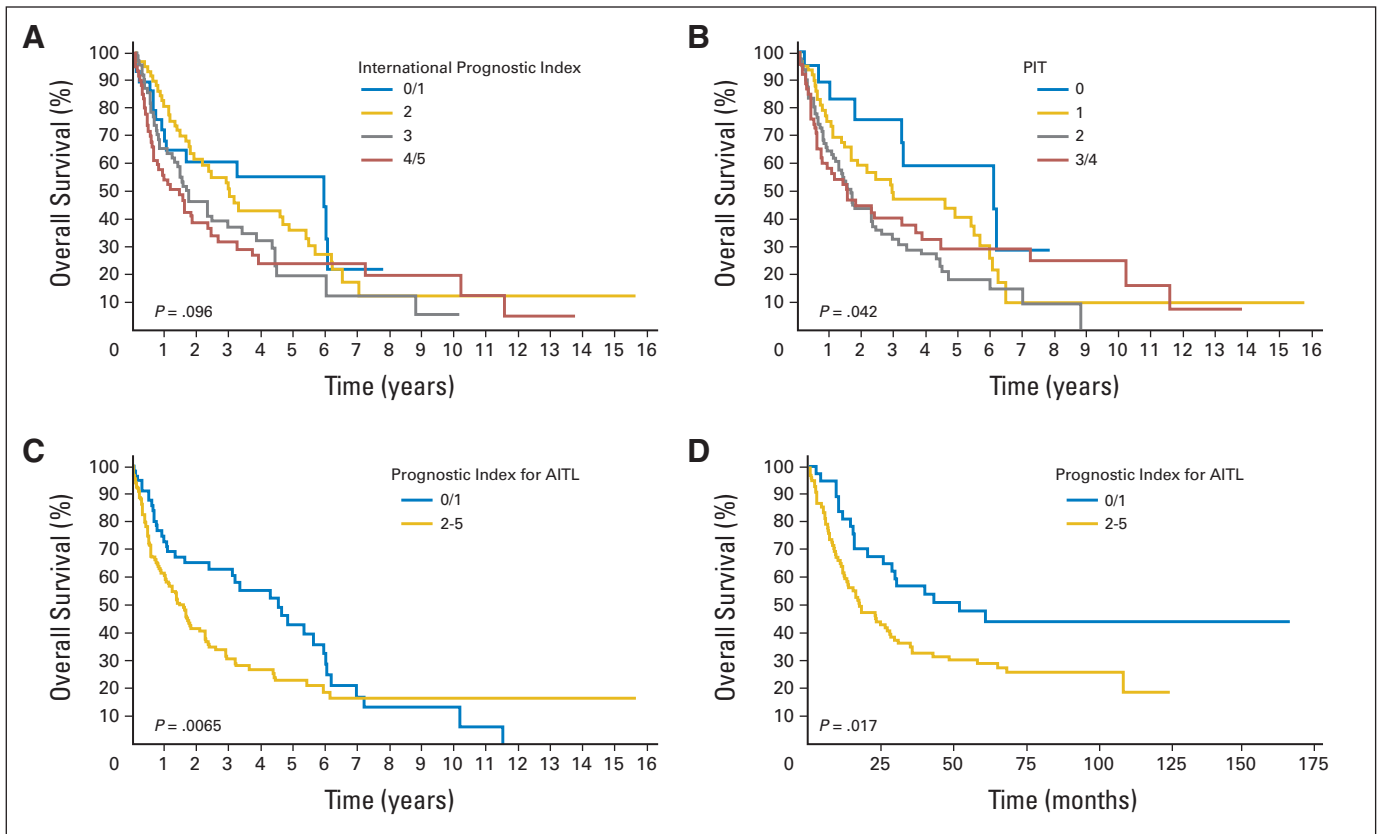 A
Overall Survival (%)
100
90
80
70
60
50
40
30
20
10
International Prognostic Index
0/1
2
3
4/5
P = .096
0 1 2 3 4 5 6 7 8 9 10 11 12 13 14 15 16
Time (years)
B
Overall Survival (%)
100
90
80
70
60
50
40
30
20
10
PIT
0
1
2
3/4
P = .042
0 1 2 3 4 5 6 7 8 9 10 11 12 13 14 15 16
Time (years)
C
Overall Survival (%)
100
90
80
70
60
50
40
30
20
10
Prognostic Index for AITL
0/1
2-5
P = .0065
0 1 2 3 4 5 6 7 8 9 10 11 12 13 14 15 16
Time (years)
D
Overall Survival (%)
100
90
80
70
60
50
40
30
20
10
Prognostic Index for AITL
0/1
2-5
P = .017
0 25 50 75 100 125 150 175
Time (months)